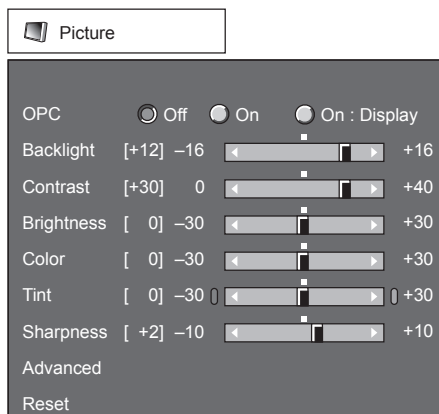 Picture
OPC Off On On : Display
Backlight [+12] –16 +16
Contrast [+30] 0 +40
Brightness [ 0] –30 +30
Color [ 0] –30 +30
Tint [ 0] –30 +30
Sharpness [ +2] –10 +10
Advanced
Reset